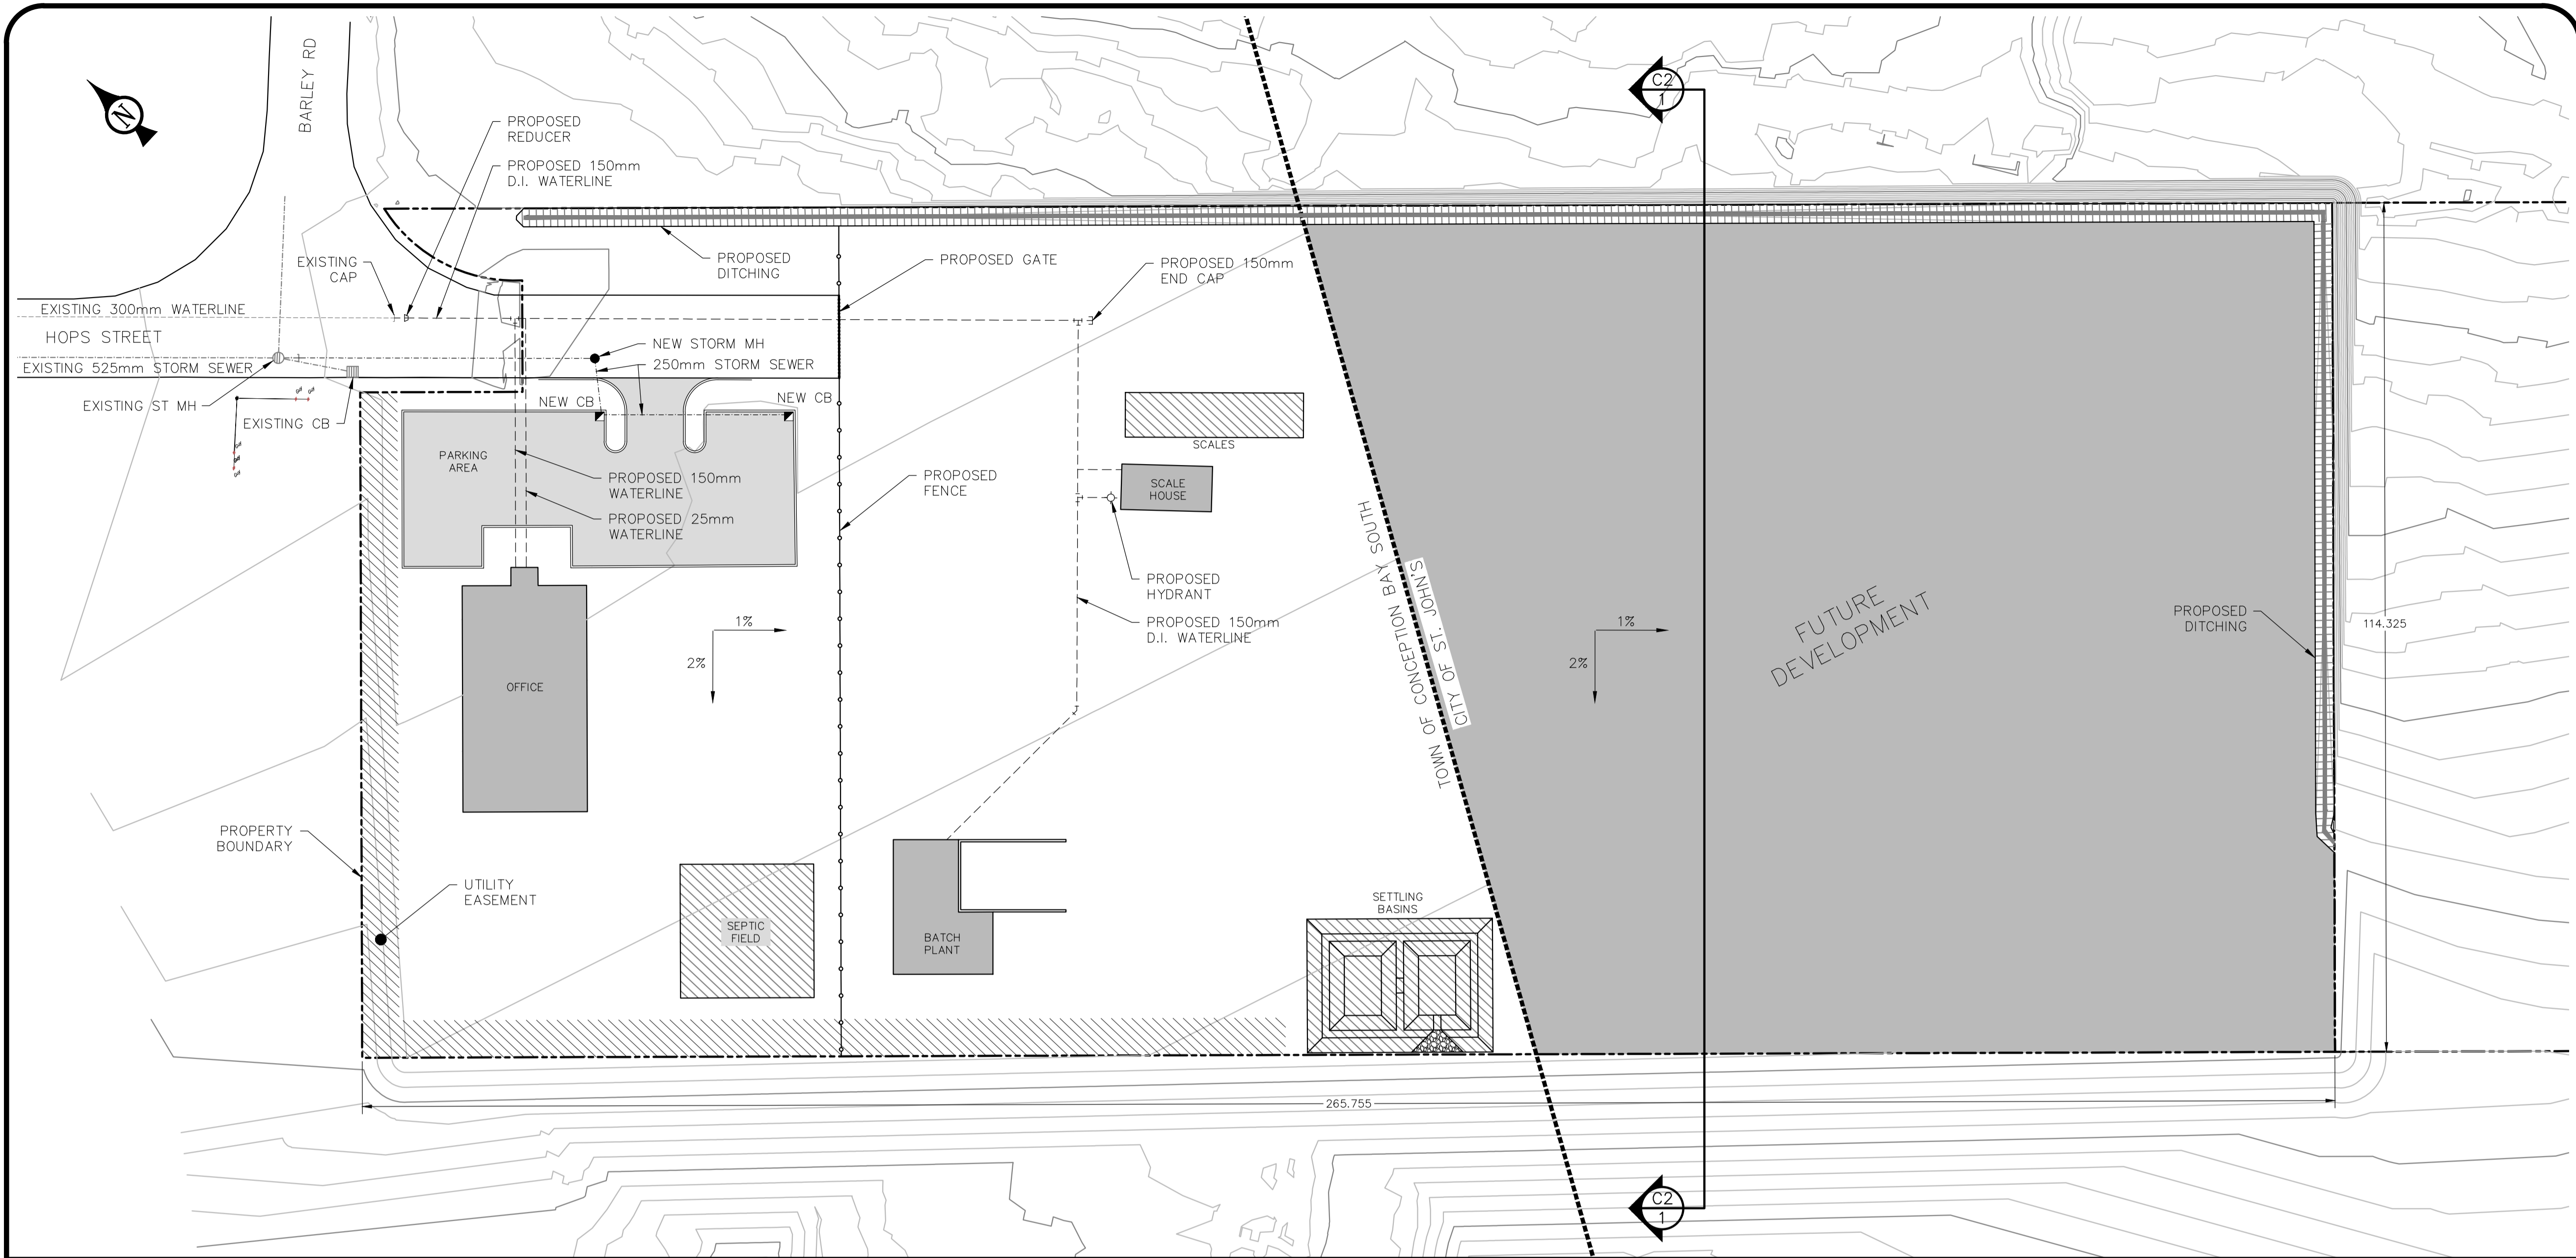 BARLEY RD
N
C2
1
PROPOSED
REDUCER
PROPOSED 150mm
D.I. WATERLINE
EXISTING
CAP
PROPOSED
DITCHING
PROPOSED GATE
PROPOSED 150mm
END CAP
EXISTING 300mm WATERLINE
HOPS STREET
EXISTING 525mm STORM SEWER
NEW STORM MH
250mm STORM SEWER
EXISTING ST MH
EXISTING CB
NEW CB
NEW CB
PARKING
AREA
SCALES
PROPOSED 150mm
WATERLINE
PROPOSED
FENCE
SCALE
HOUSE
PROPOSED 25mm
WATERLINE
PROPOSED
HYDRANT
PROPOSED 150mm
D.I. WATERLINE
TOWN OF CONCEPTION BAY SOUTH
CITY OF ST. JOHN'S
1%
2%
1%
2%
FUTURE
DEVELOPMENT
PROPOSED
DITCHING
114.325
OFFICE
PROPERTY
BOUNDARY
UTILITY
EASEMENT
SEPTIC
FIELD
BATCH
PLANT
SETTLING
BASINS
265.755
C2
1